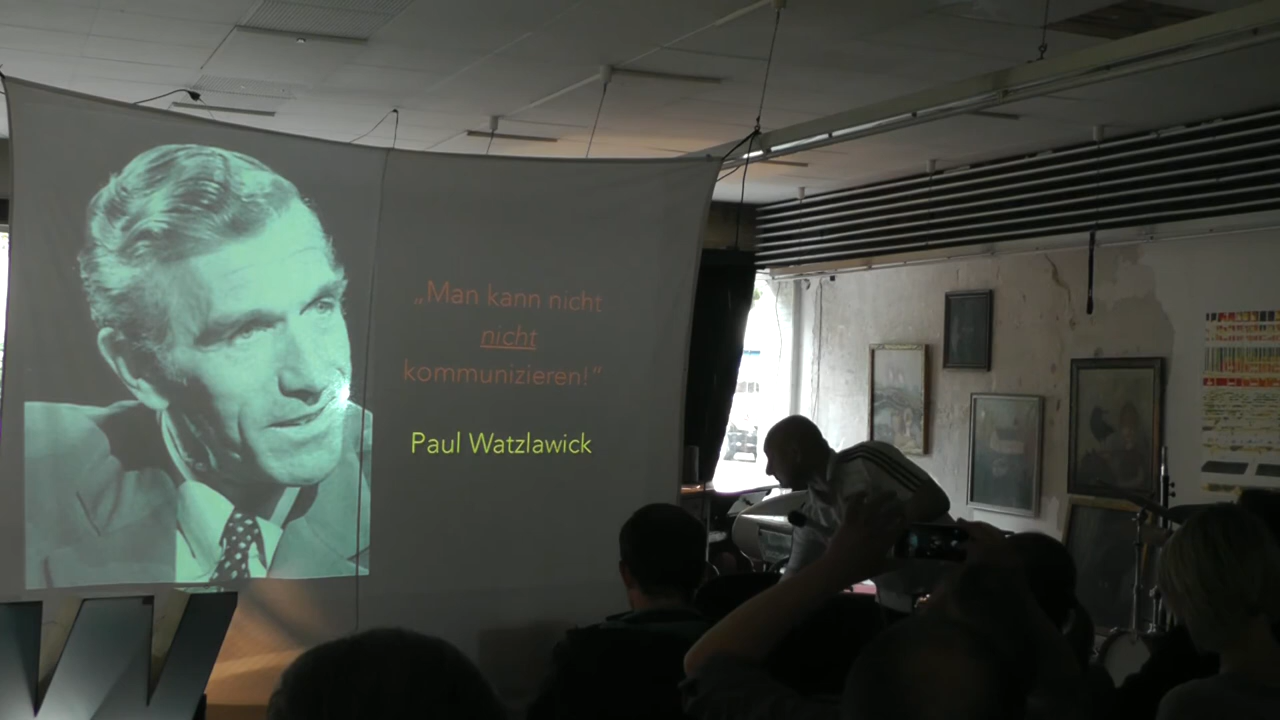 „Man kann nicht
nicht
kommunizieren!“
Paul Watzlawick
W